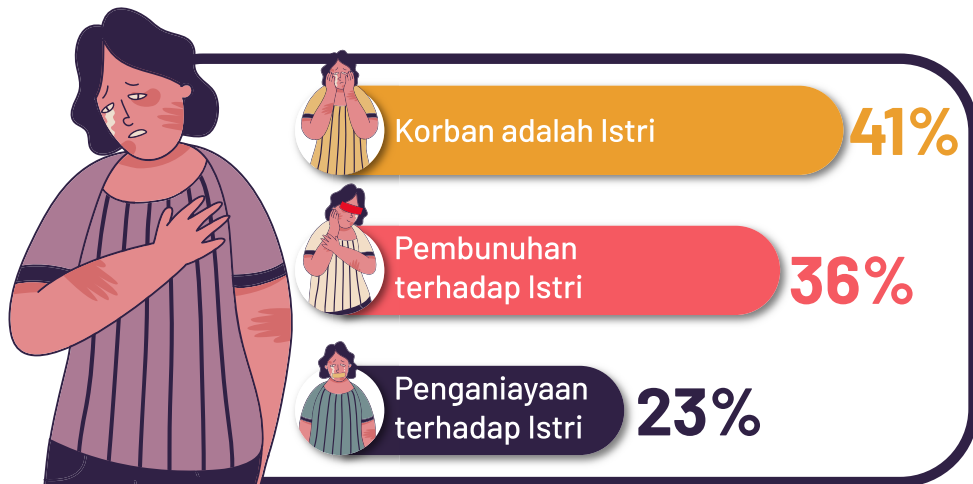 Korban adalah Istri
41%
Pembunuhan
terhadap Istri
36%
Penganiayaan
terhadap Istri
23%